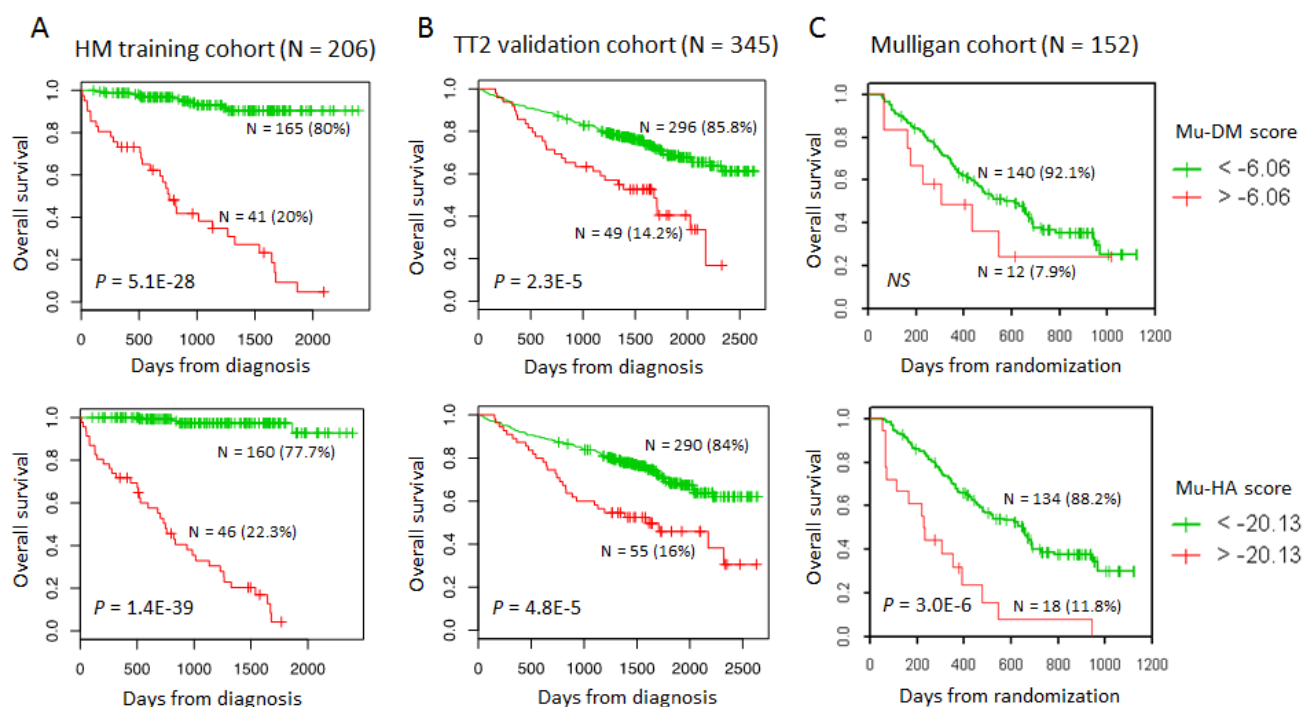 A
HM training cohort (N = 206)
B
TT2 validation cohort (N = 345)
C
Mulligan cohort (N = 152)
Overall survival
0.0 0.2 0.4 0.6 0.8 1.0
N = 165 (80%)
N = 41 (20%)
P = 5.1E-28
0 500 1000 1500 2000
Days from diagnosis
Overall survival
0.0 0.2 0.4 0.6 0.8 1.0
N = 296 (85.8%)
N = 49 (14.2%)
P = 2.3E-5
0 500 1000 1500 2000 2500
Days from diagnosis
Overall survival
0.0 0.2 0.4 0.6 0.8 1.0
N = 140 (92.1%)
N = 12 (7.9%)
NS
0 200 400 600 800 1000 1200
Days from randomization
Mu-DM score
< -6.06
> -6.06
Overall survival
0.0 0.2 0.4 0.6 0.8 1.0
N = 160 (77.7%)
N = 46 (22.3%)
P = 1.4E-39
0 500 1000 1500 2000
Days from diagnosis
Overall survival
0.0 0.2 0.4 0.6 0.8 1.0
N = 290 (84%)
N = 55 (16%)
P = 4.8E-5
0 500 1000 1500 2000 2500
Days from diagnosis
Overall survival
0.0 0.2 0.4 0.6 0.8 1.0
N = 134 (88.2%)
N = 18 (11.8%)
P = 3.0E-6
0 200 400 600 800 1000 1200
Days from randomization
Mu-HA score
< -20.13
> -20.13